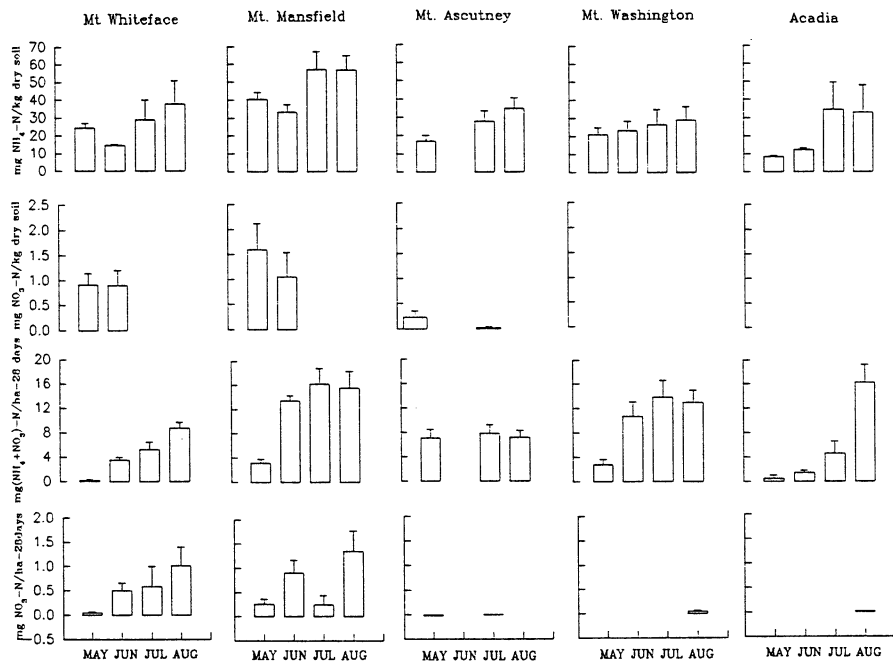 Mt Whiteface
Mt. Mansfield
Mt. Ascutney
Mt. Washington
Acadia
mg NH₄-N/kg dry soil
70
60
50
40
30
20
10
0
mg NO₃-N/kg dry soil
2.5
2.0
1.5
1.0
0.5
0.0
mg(NH₄+NO₃)-N/ha-28 days
20
16
12
8
4
0
mg NO₃-N/ha-28days
2.0
1.5
1.0
0.5
0.0
0.5
MAY JUN JUL AUG
MAY JUN JUL AUG
MAY JUN JUL AUG
MAY JUN JUL AUG
MAY JUN JUL AUG